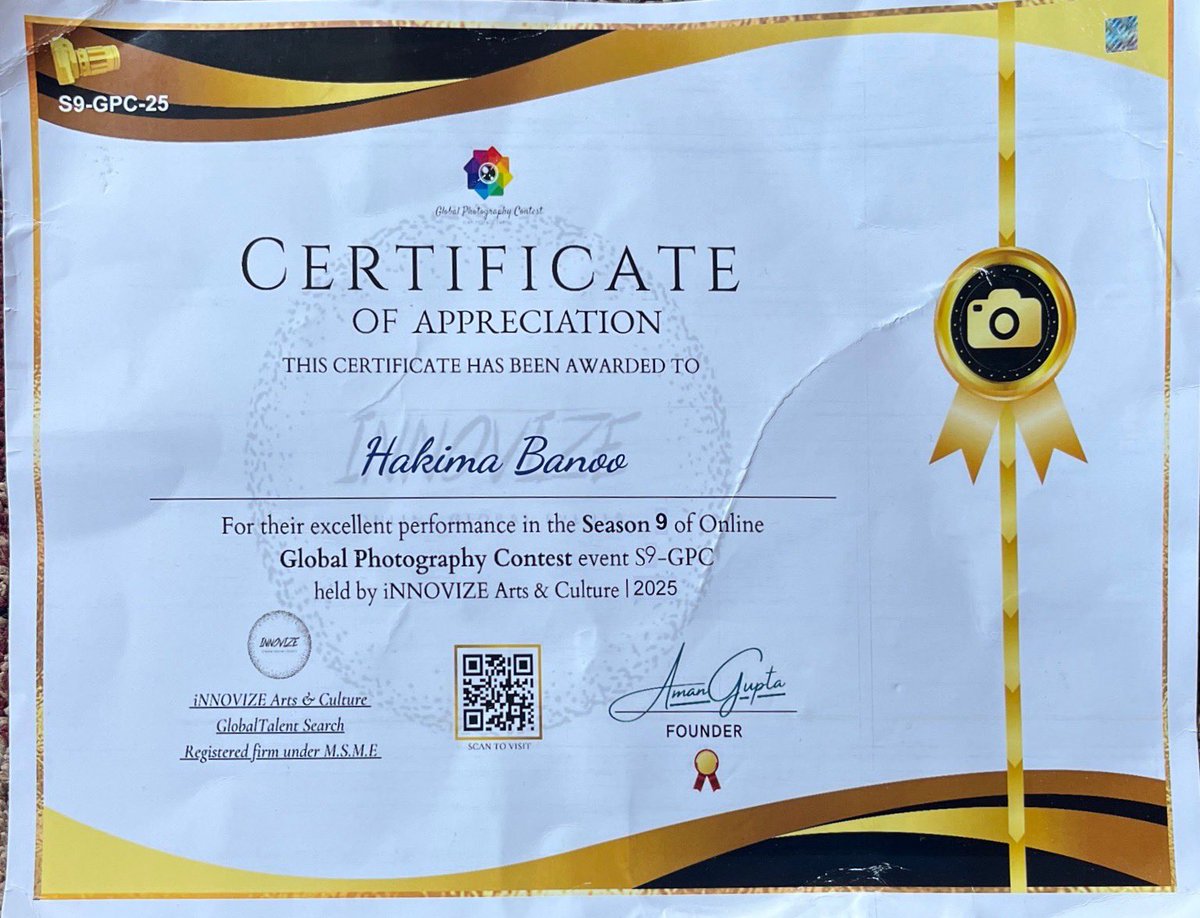 S9-GPC-25
Global Photography Contest
CERTIFICATE
OF APPRECIATION
THIS CERTIFICATE HAS BEEN AWARDED TO
INNOVIZE
Hakima Banoo
For their excellent performance in the Season 9 of Online
Global Photography Contest event S9-GPC
held by iNNOVIZE Arts & Culture | 2025
INNOVIZE
iNNOVIZE Arts & Culture
GlobalTalent Search
Registered firm under M.S.M.E
SCAN TO VISIT
Aman Gupta
FOUNDER